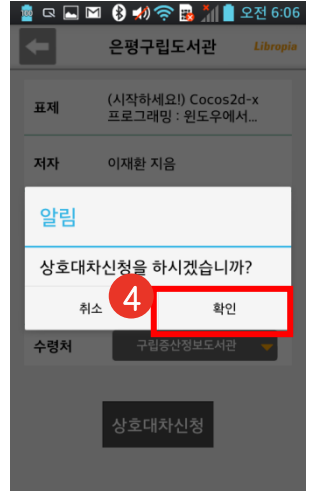 오전 6:06
은평구립도서관
Libropia
표제
(시작하세요!) Cocos2d-x
프로그래밍 : 윈도우에서...
저자
이재환 지음
알림
상호대차신청을 하시겠습니까?
취소
4
확인
수령처
구립증산정보도서관
상호대차신청